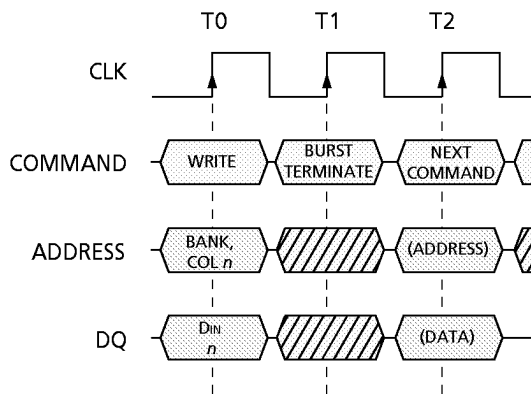 T0 T1 T2
CLK
COMMAND WRITE BURST TERMINATE NEXT COMMAND
ADDRESS BANK, COL n (ADDRESS)
DQ DIN n (DATA)